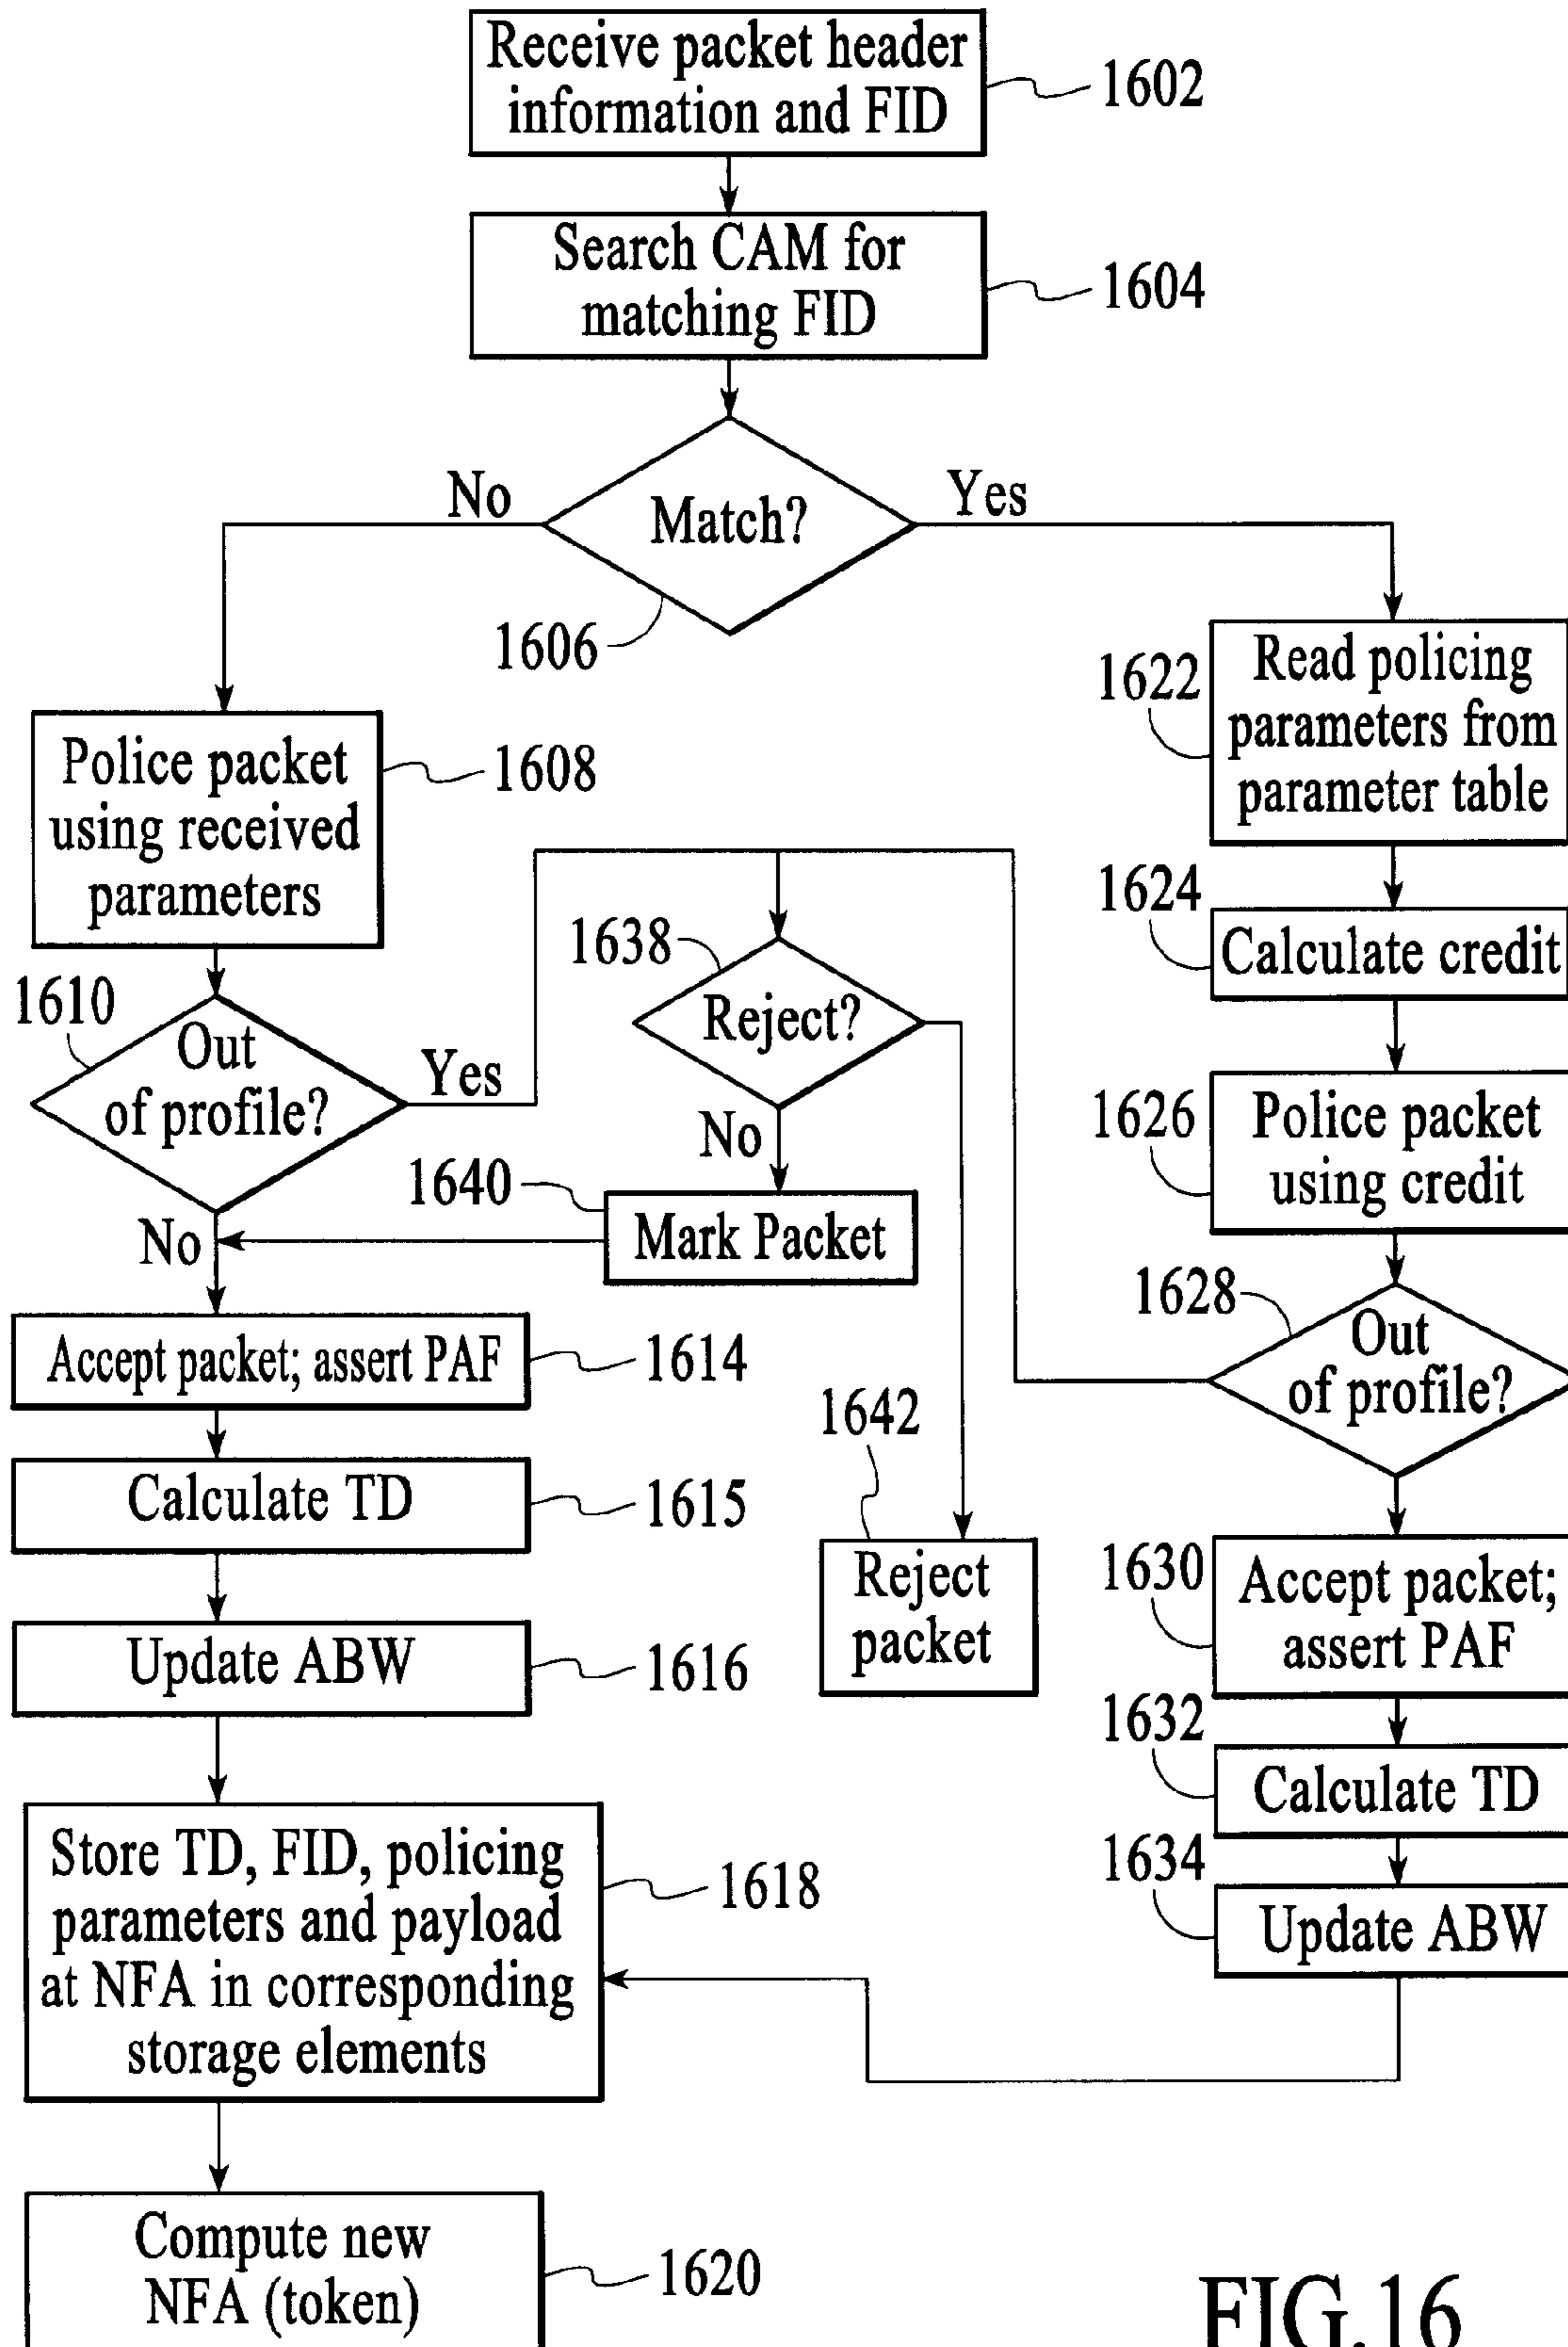 Receive packet header
information and FID
1602
Search CAM for
matching FID
1604
No
Yes
Match?
1606
1622
Read policing
parameters from
parameter table
Police packet
using received
parameters
1608
1624
Calculate credit
1638
Reject?
1610
Out
of profile?
Yes
1626
Police packet
using credit
No
1640
Mark Packet
No
1628
Out
of profile?
Accept packet; assert PAF
1614
1642
Reject
packet
Calculate TD
1615
1630
Accept packet;
assert PAF
Update ABW
1616
1632
Calculate TD
1634
Update ABW
Store TD, FID, policing
parameters and payload
at NFA in corresponding
storage elements
1618
Compute new
NFA (token)
1620
FIG.16